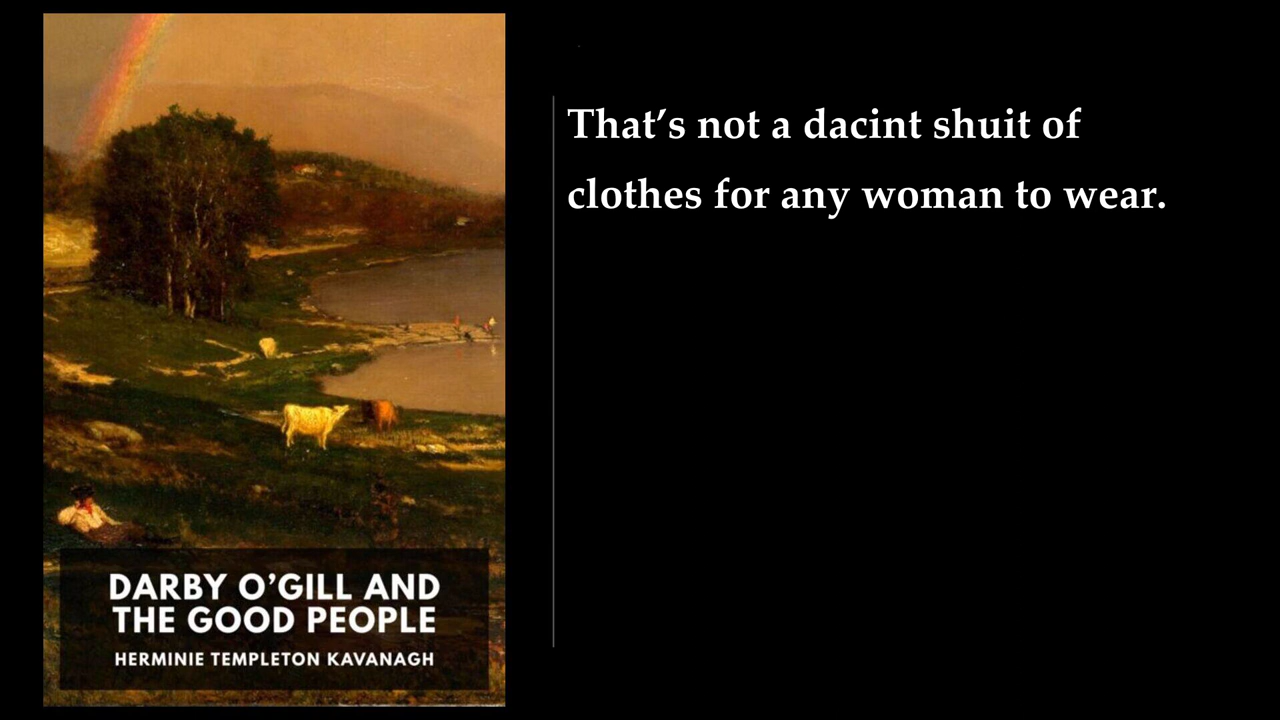 That’s not a dacint shuit of
clothes for any woman to wear.
DARBY O’GILL AND
THE GOOD PEOPLE
HERMINIE TEMPLETON KAVANAGH